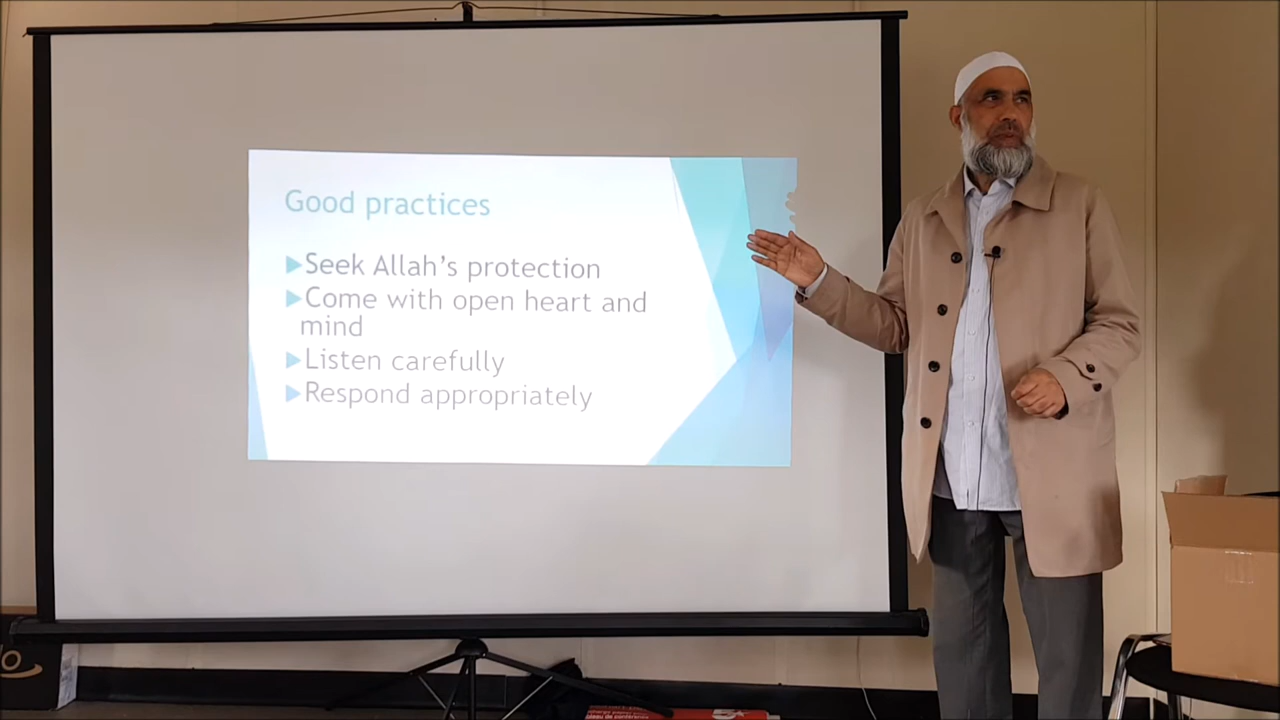 Good practices
Seek Allah's protection
Come with open heart and
mind
Listen carefully
Respond appropriately